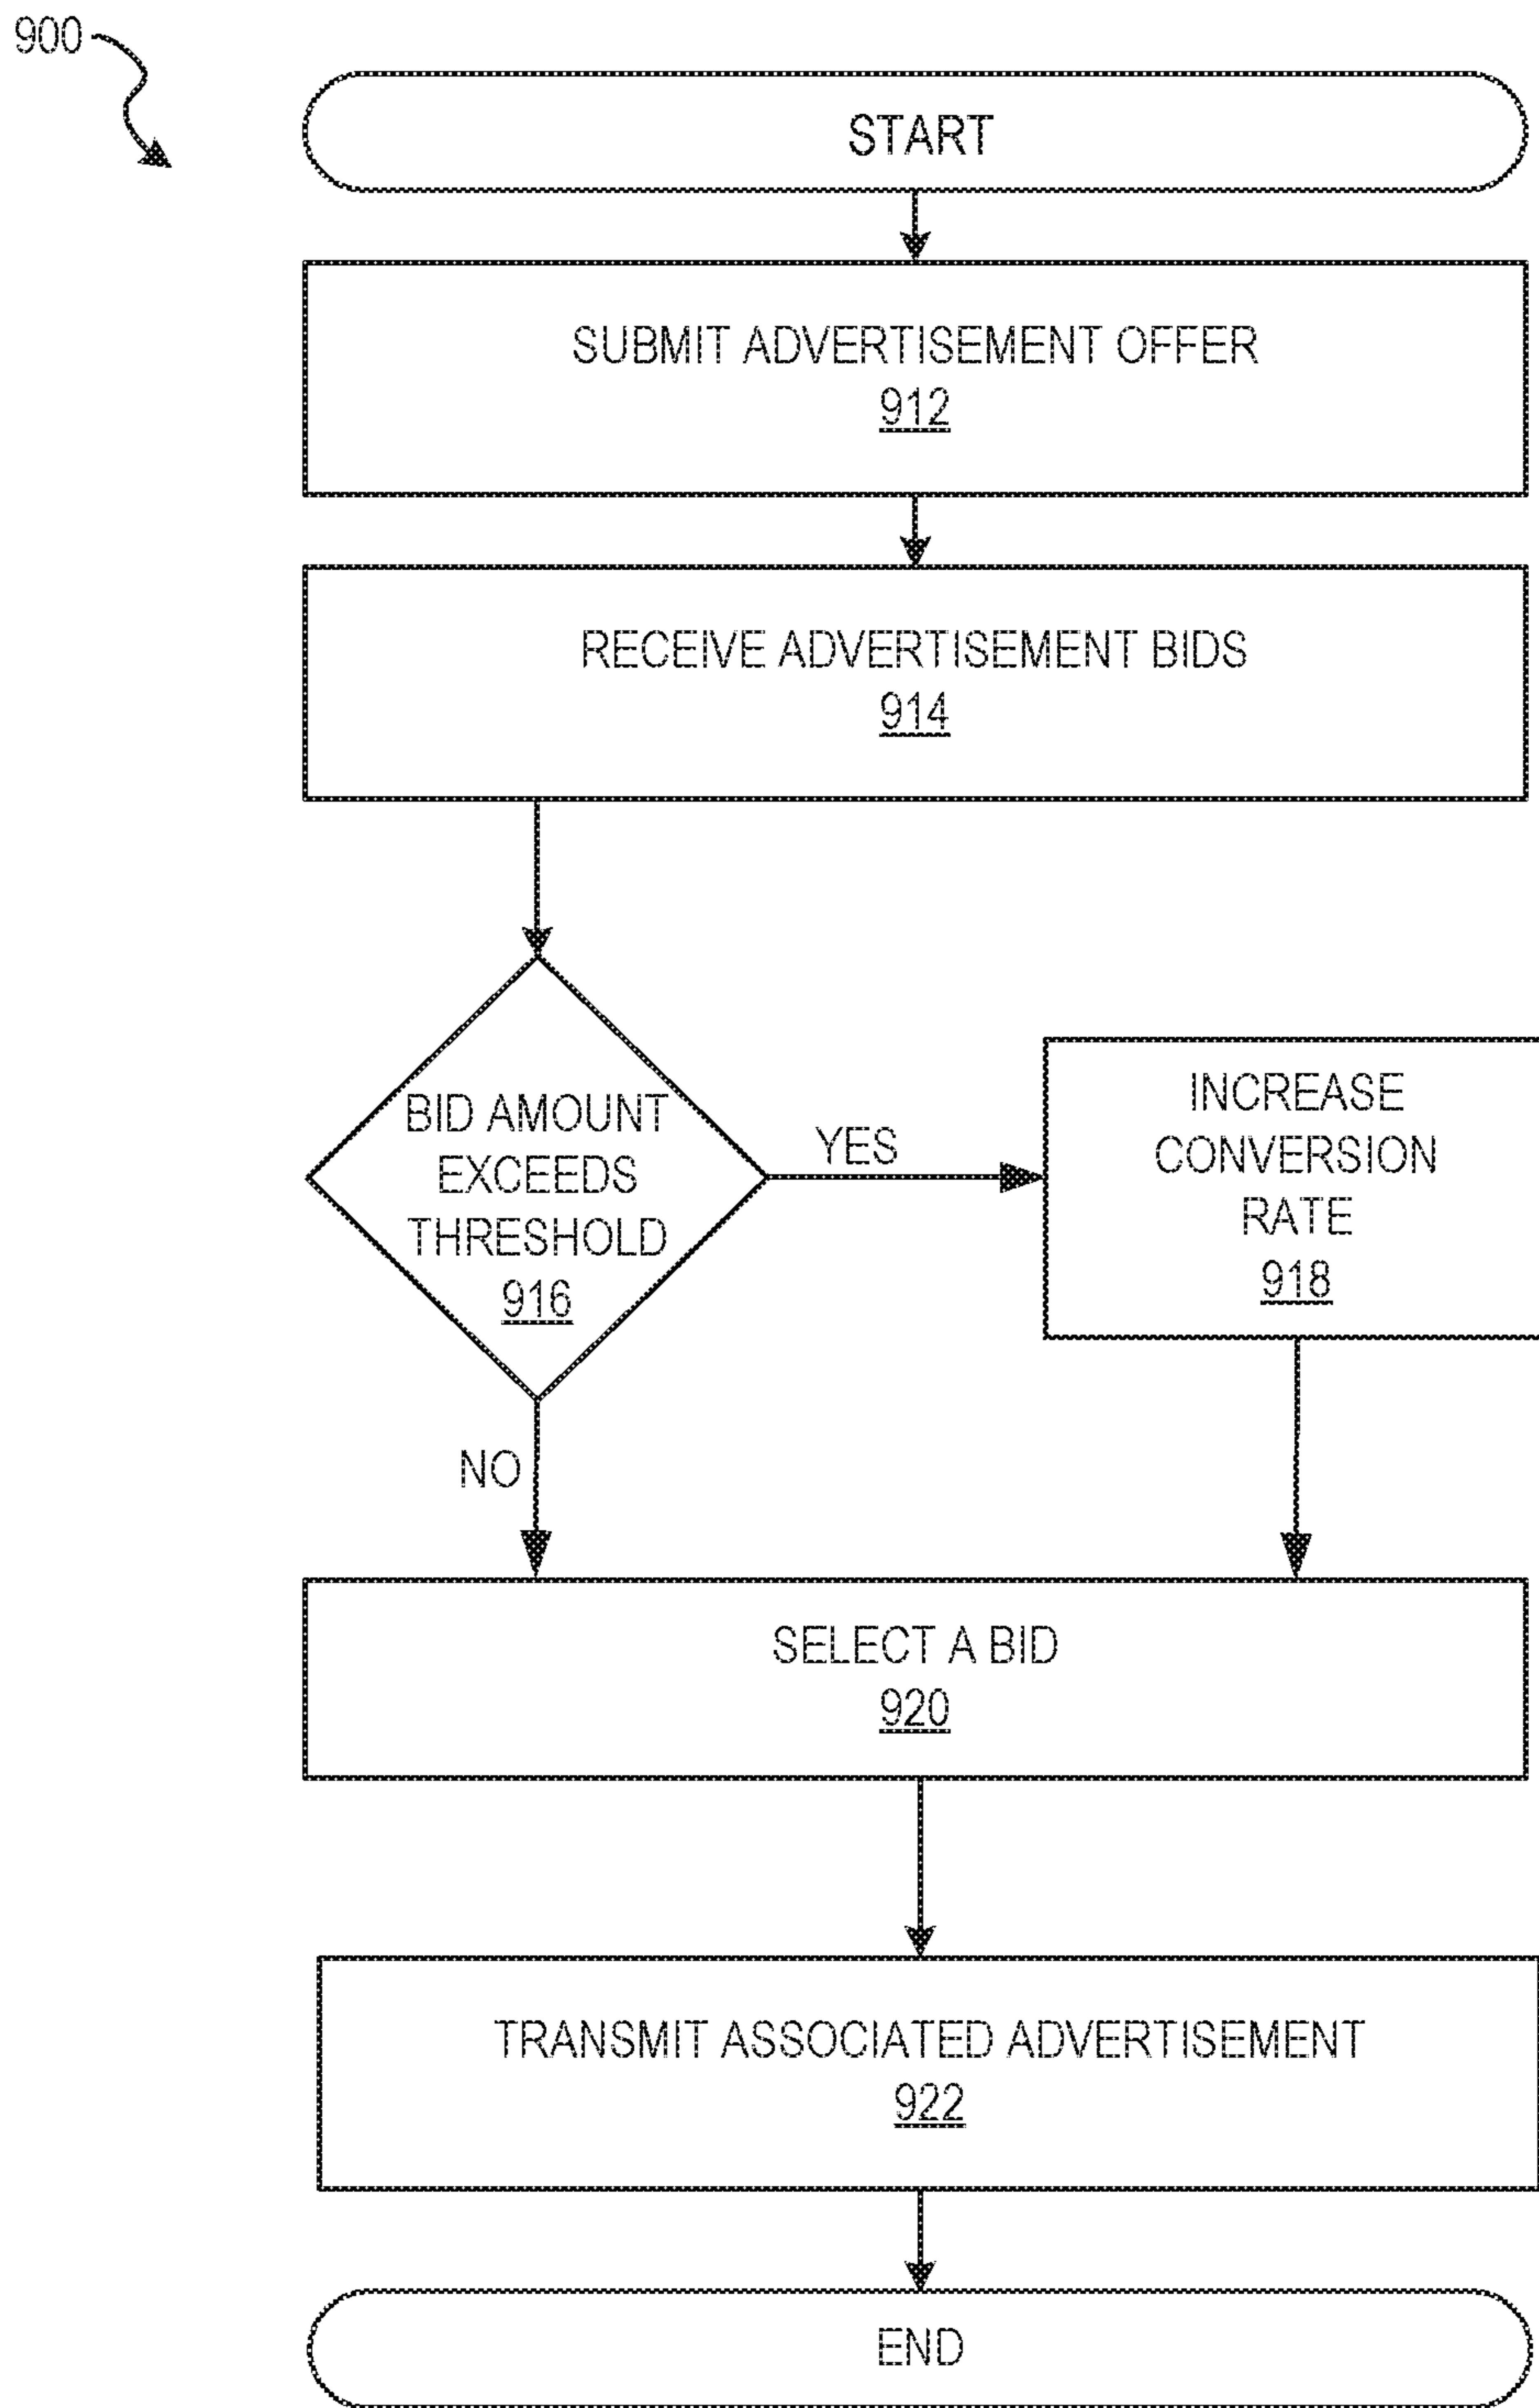 900
START
SUBMIT ADVERTISEMENT OFFER
912
RECEIVE ADVERTISEMENT BIDS
914
BID AMOUNT
EXCEEDS
THRESHOLD
916
YES
INCREASE
CONVERSION
RATE
918
NO
SELECT A BID
920
TRANSMIT ASSOCIATED ADVERTISEMENT
922
END